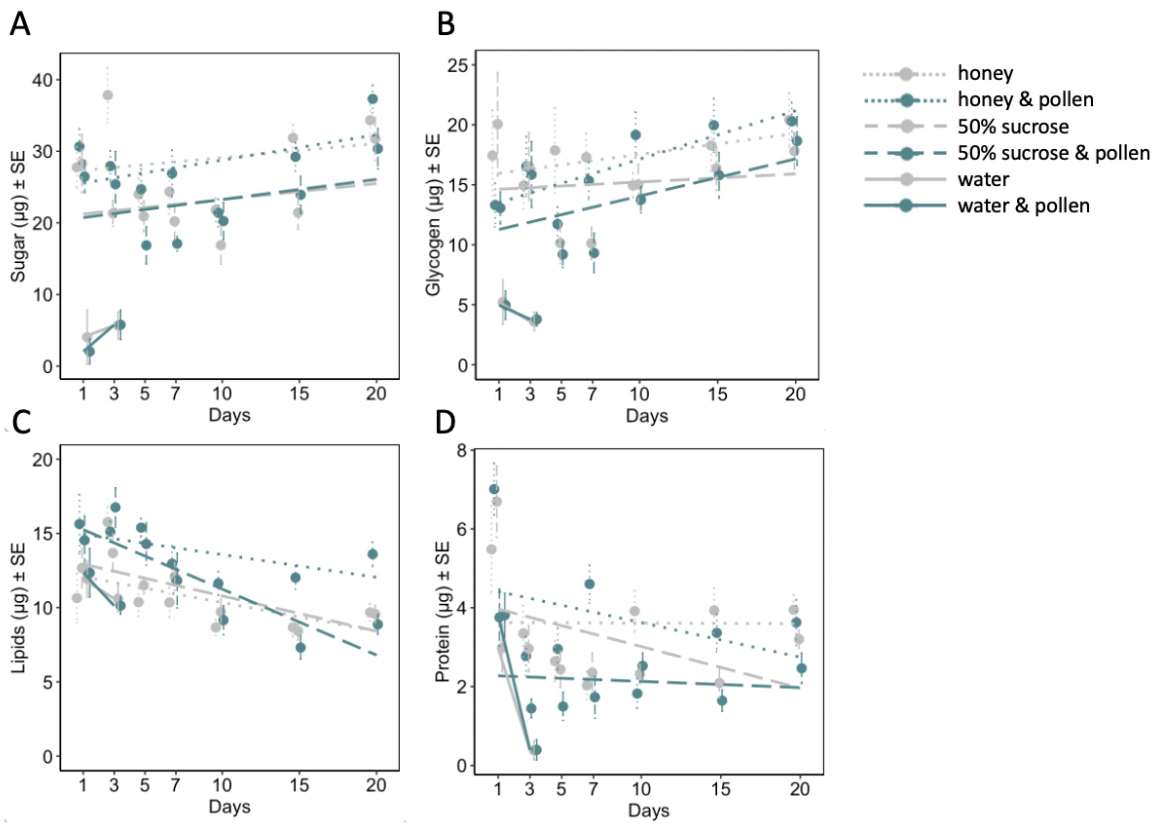 A
Sugar (µg) ± SE
40
30
20
10
0
1 3 5 7 10 15 20
Days
B
Glycogen (µg) ± SE
25
20
15
10
5
0
1 3 5 7 10 15 20
Days
honey
honey & pollen
50% sucrose
50% sucrose & pollen
water
water & pollen
C
Lipids (µg) ± SE
20
15
10
5
0
1 3 5 7 10 15 20
Days
D
Protein (µg) ± SE
8
6
4
2
0
1 3 5 7 10 15 20
Days